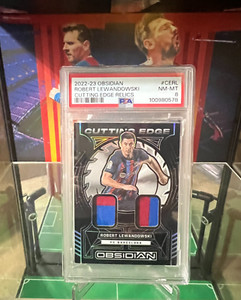 2022-23 OBSIDIAN #CERL
ROBERT LEWANDOWSKI NM-MT
CUTTING EDGE RELICS 8
PSA 100980578
CUTTING EDGE
ROBERT LEWANDOWSKI
FC BARCELONA
OBSIDIAN